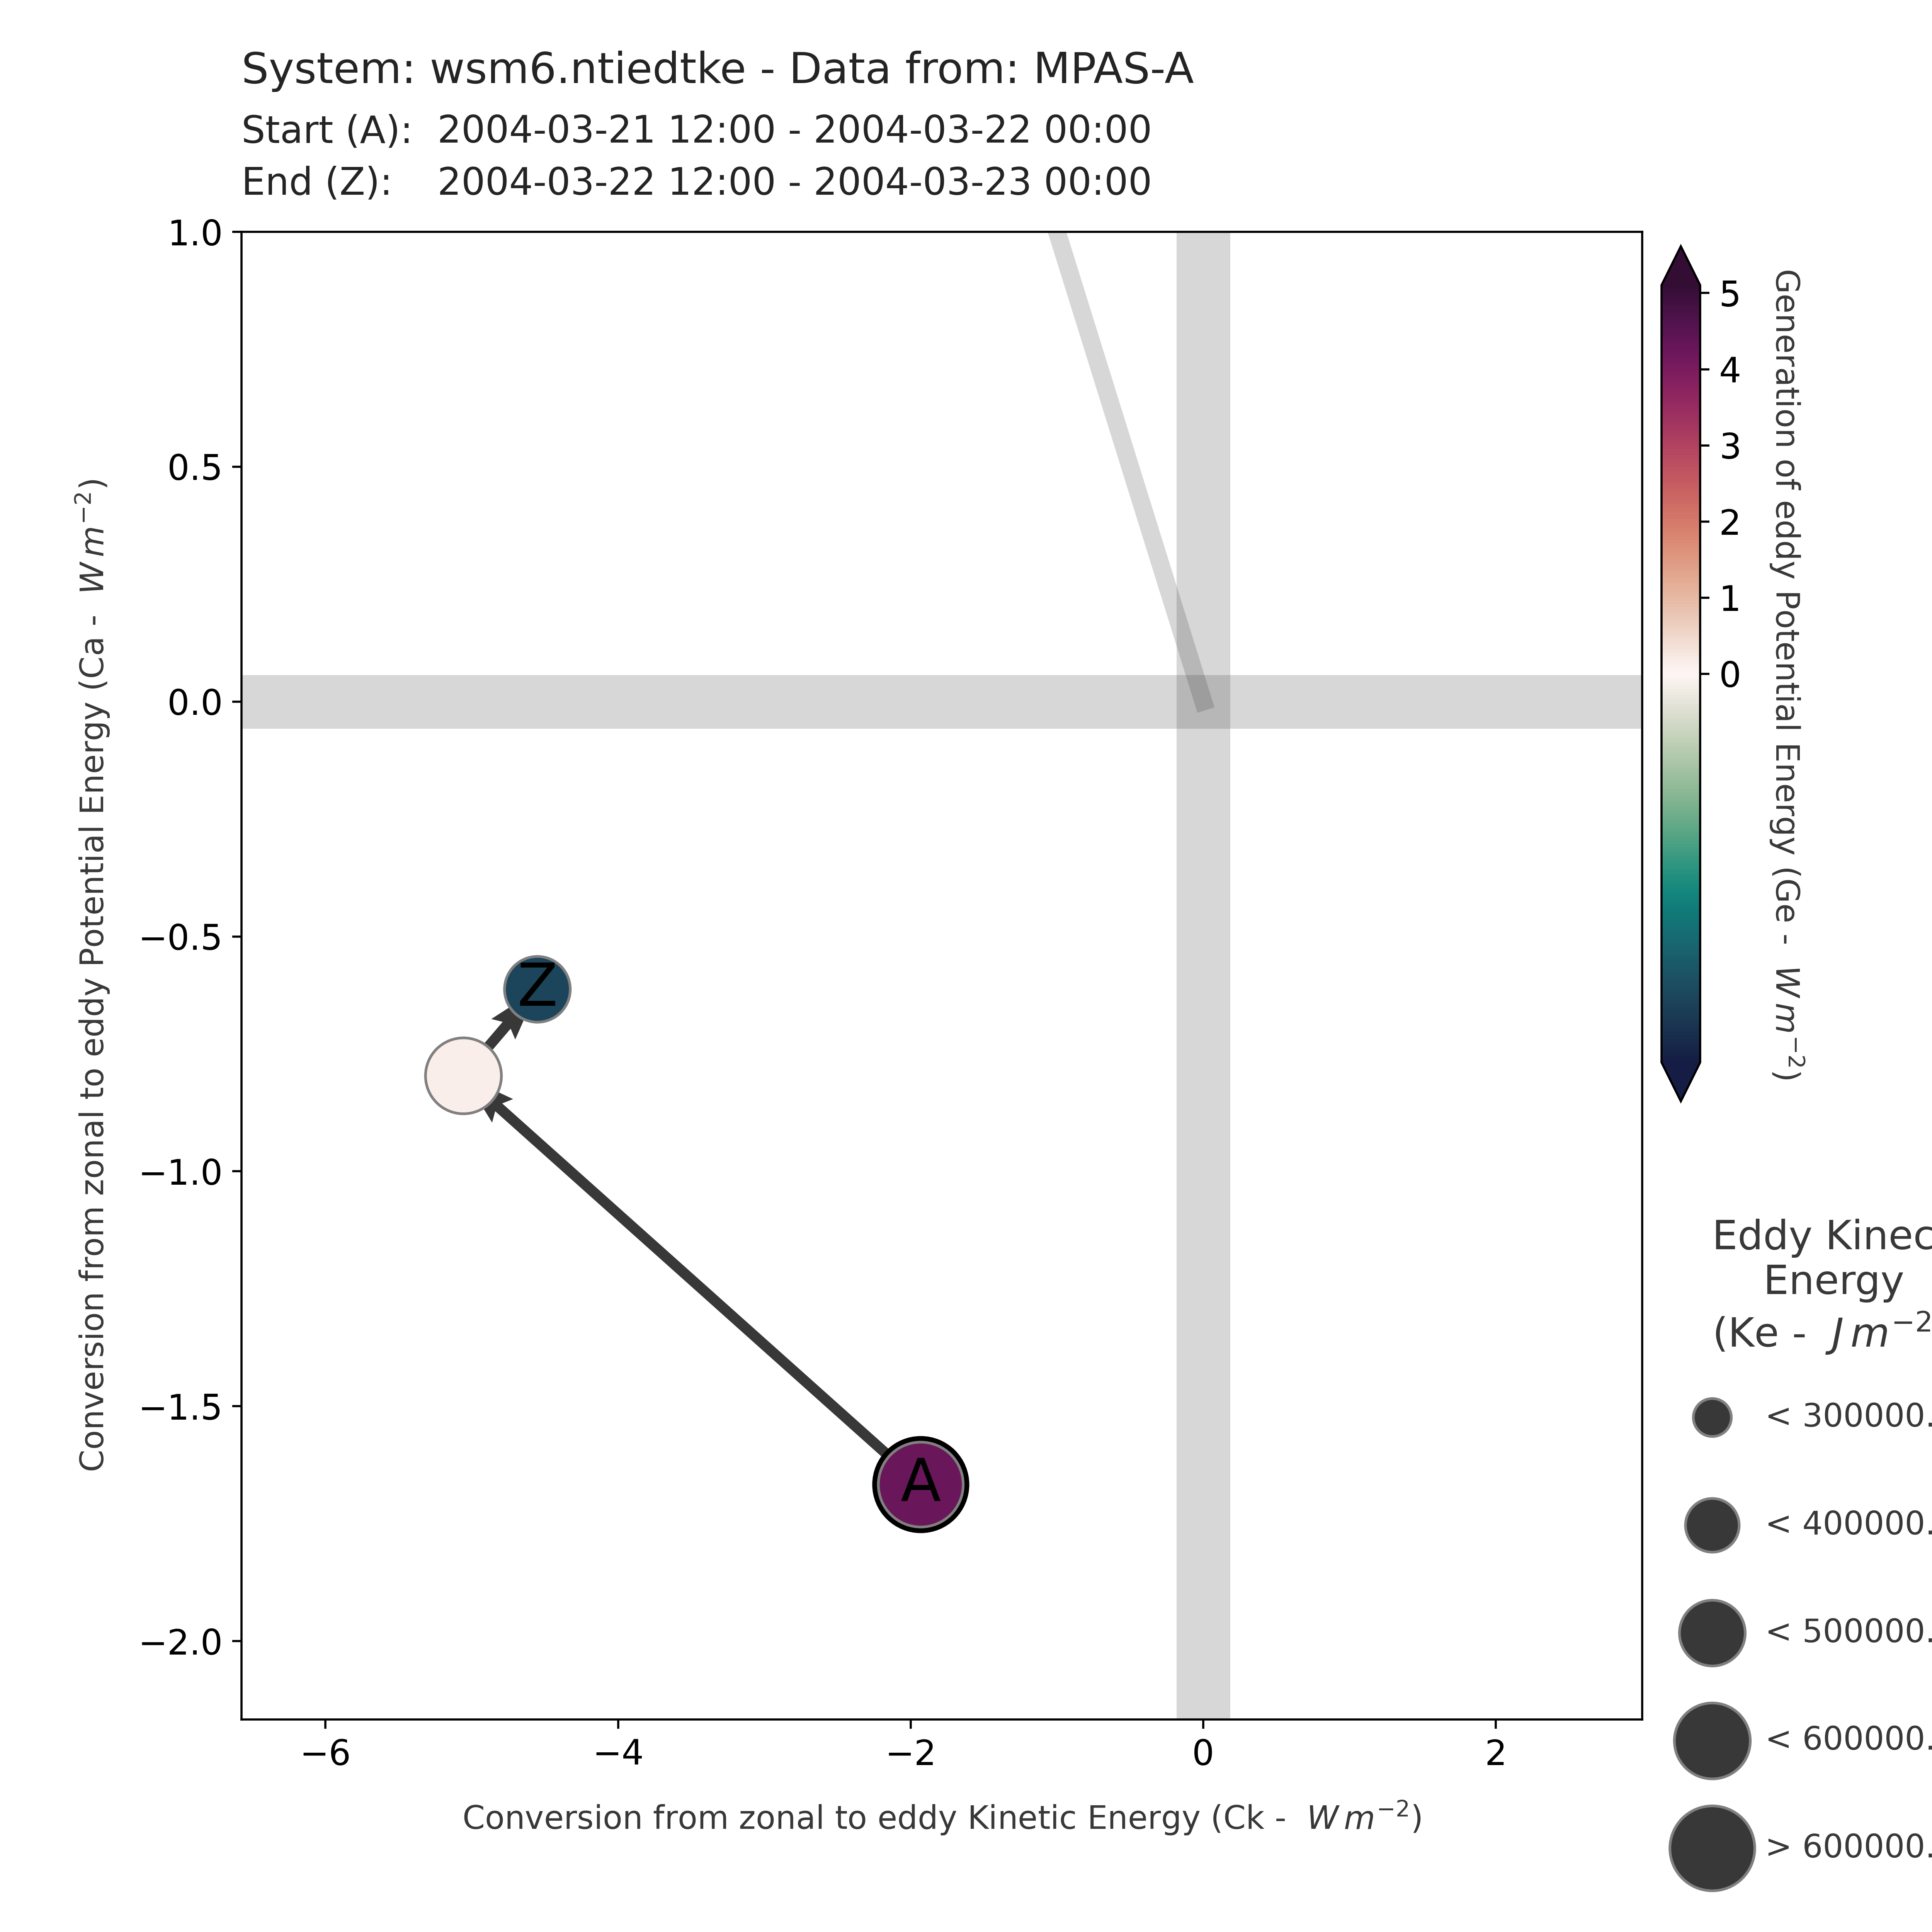 System: wsm6.ntiedtke - Data from: MPAS-A
Start (A): 2004-03-21 12:00 - 2004-03-22 00:00
End (Z): 2004-03-22 12:00 - 2004-03-23 00:00
Conversion from zonal to eddy Potential Energy (Ca - W m⁻²)
1.0
0.5
0.0
−0.5
−1.0
−1.5
−2.0
Z
A
−6
−4
−2
0
2
Conversion from zonal to eddy Kinetic Energy (Ck - W m⁻²)
5
4
3
2
1
0
Generation of eddy Potential Energy (Ge - W m⁻²)
Eddy Kinec
Energy
(Ke - J m⁻²
< 300000.
< 400000.
< 500000.
< 600000.
> 600000.